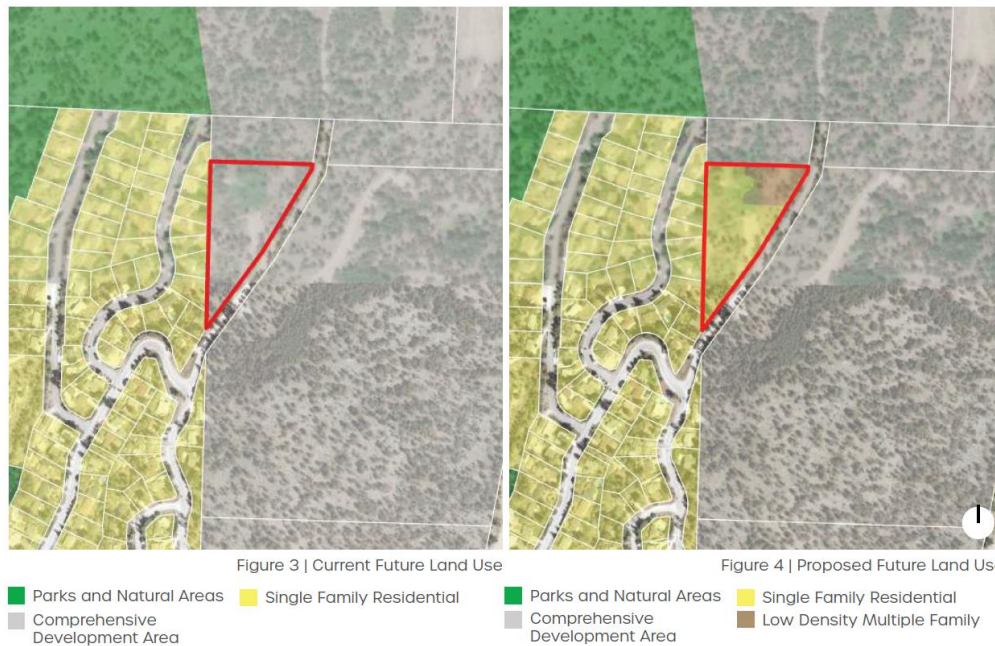 Figure 3 | Current Future Land Use
Parks and Natural Areas
Single Family Residential
Comprehensive
Development Area
Figure 4 | Proposed Future Land Us
Parks and Natural Areas
Single Family Residential
Comprehensive
Development Area
Low Density Multiple Family